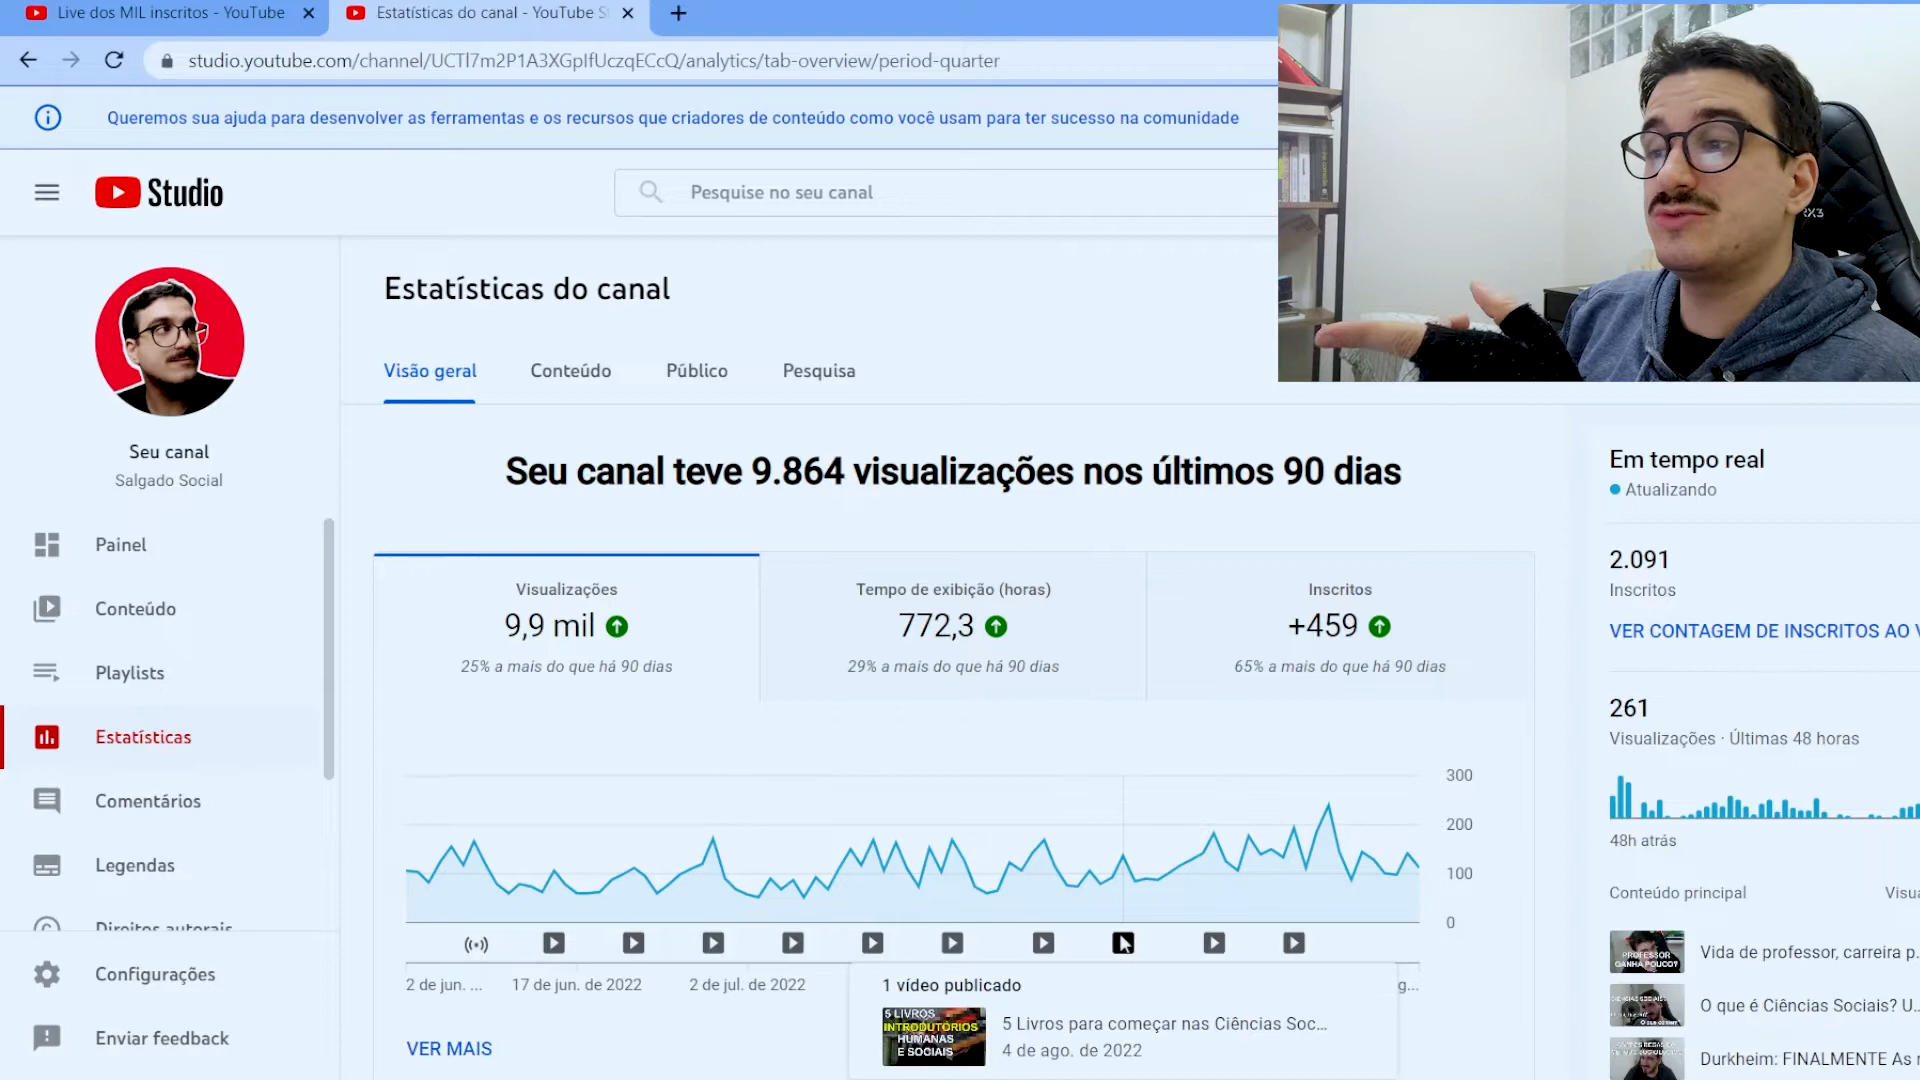 Live dos MIL inscritos - YouTube
Estatísticas do canal - YouTube S
studio.youtube.com/channel/UCTl7m2P1A3XGpIfUczqECcQ/analytics/tab-overview/period-quarter
Queremos sua ajuda para desenvolver as ferramentas e os recursos que criadores de conteúdo como você usam para ter sucesso na comunidade
Studio
Pesquise no seu canal
RX3
Estatísticas do canal
Visão geral
Conteúdo
Público
Pesquisa
Seu canal
Salgado Social
Painel
Conteúdo
Playlists
Estatísticas
Comentários
Legendas
Direitos autorais
Configurações
Enviar feedback
Seu canal teve 9.864 visualizações nos últimos 90 dias
Visualizações
9,9 mil
25% a mais do que há 90 dias
Tempo de exibição (horas)
772,3
29% a mais do que há 90 dias
Inscritos
+459
65% a mais do que há 90 dias
300
200
100
0
2 de jun. ...
17 de jun. de 2022
2 de jul. de 2022
g...
1 vídeo publicado
5 LIVROS
INTRODUTÓRIOS
HUMANAS
E SOCIAIS
5 Livros para começar nas Ciências Soc...
4 de ago. de 2022
VER MAIS
Em tempo real
Atualizando
2.091
Inscritos
VER CONTAGEM DE INSCRITOS AO V
261
Visualizações · Últimas 48 horas
48h atrás
Conteúdo principal
Visua
PROFESSOR
GANHA POUCO?
Vida de professor, carreira p...
O que é Ciências Sociais? U...
Durkheim: FINALMENTE As r